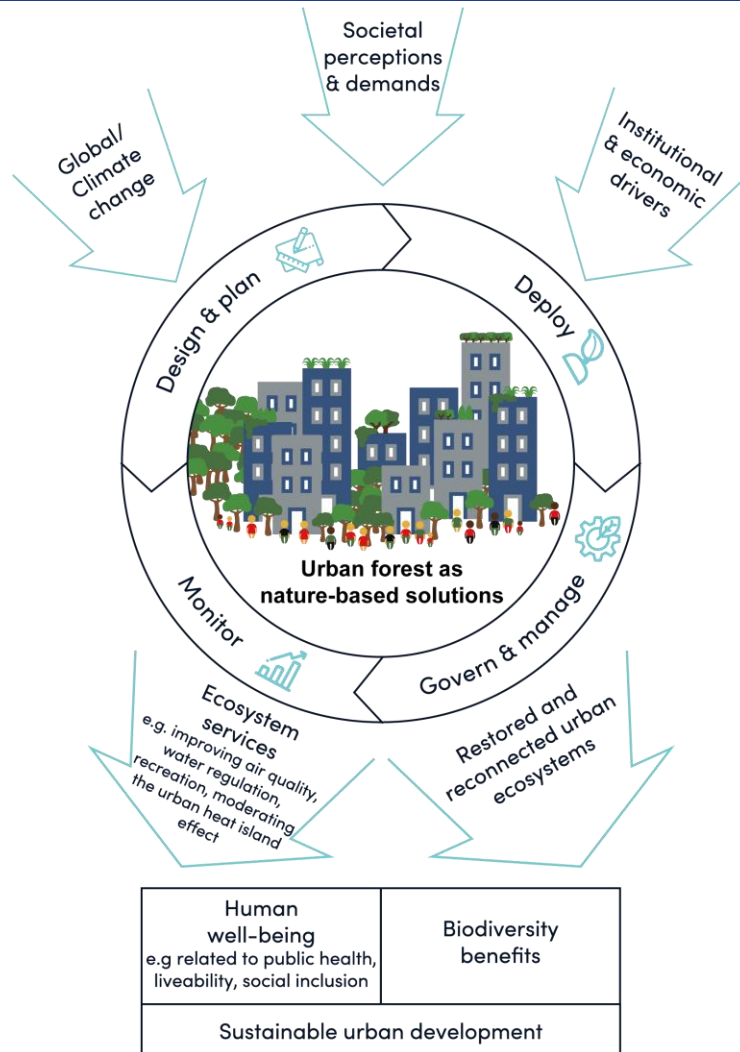 Societal
perceptions
& demands
Global/
Climate
change
Institutional
& economic
drivers
Design & plan
Deploy
Urban forest as
nature-based solutions
Monitor
Govern & manage
Ecosystem
services
e.g. improving air quality,
water regulation,
recreation, moderating
the urban heat island
effect
Restored and
reconnected urban
ecosystems
Human
well-being
e.g related to public health,
liveability, social inclusion
Biodiversity
benefits
Sustainable urban development